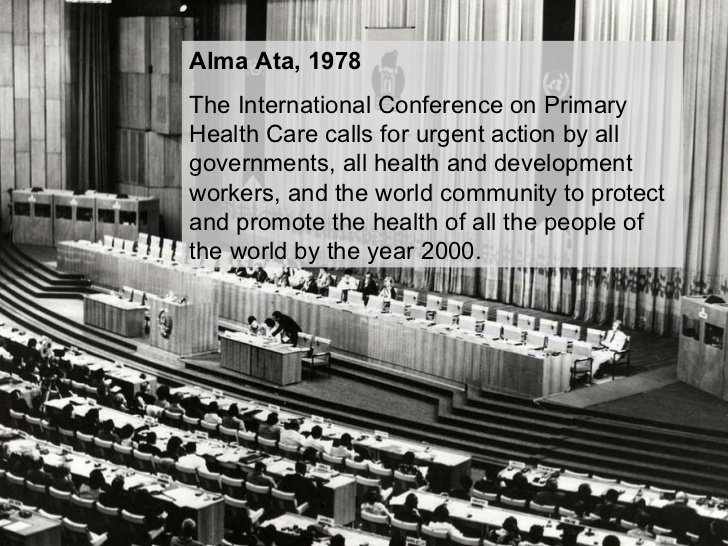 Alma Ata, 1978
The International Conference on Primary
Health Care calls for urgent action by all
governments, all health and development
workers, and the world community to protect
and promote the health of all the people of
the world by the year 2000.